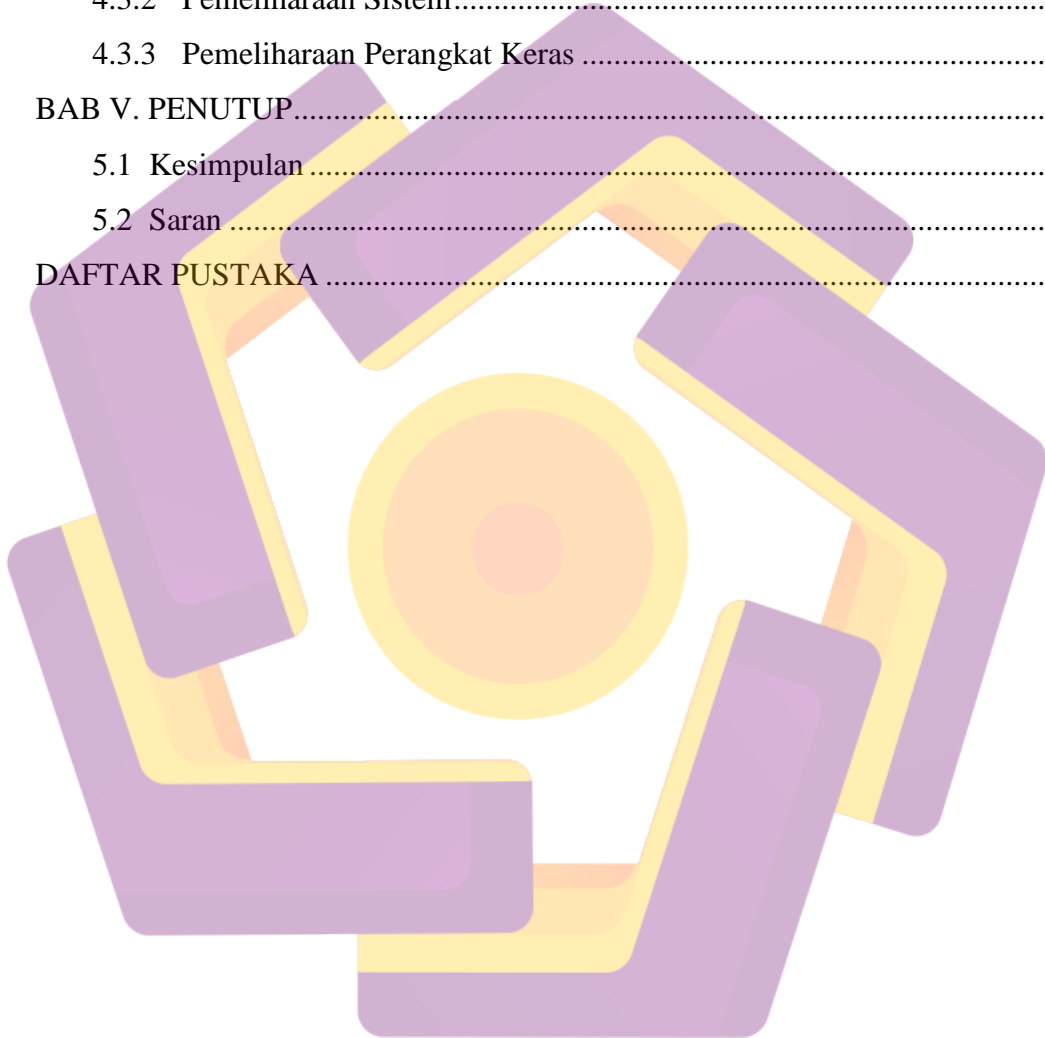 4.3.2 Pemeliharaan Sistem...................................................................
4.3.3 Pemeliharaan Perangkat Keras ..........................................................
BAB V. PENUTUP..............................................................................................
5.1 Kesimpulan .............................................................................................
5.2 Saran .......................................................................................................
DAFTAR PUSTAKA ..........................................................................................